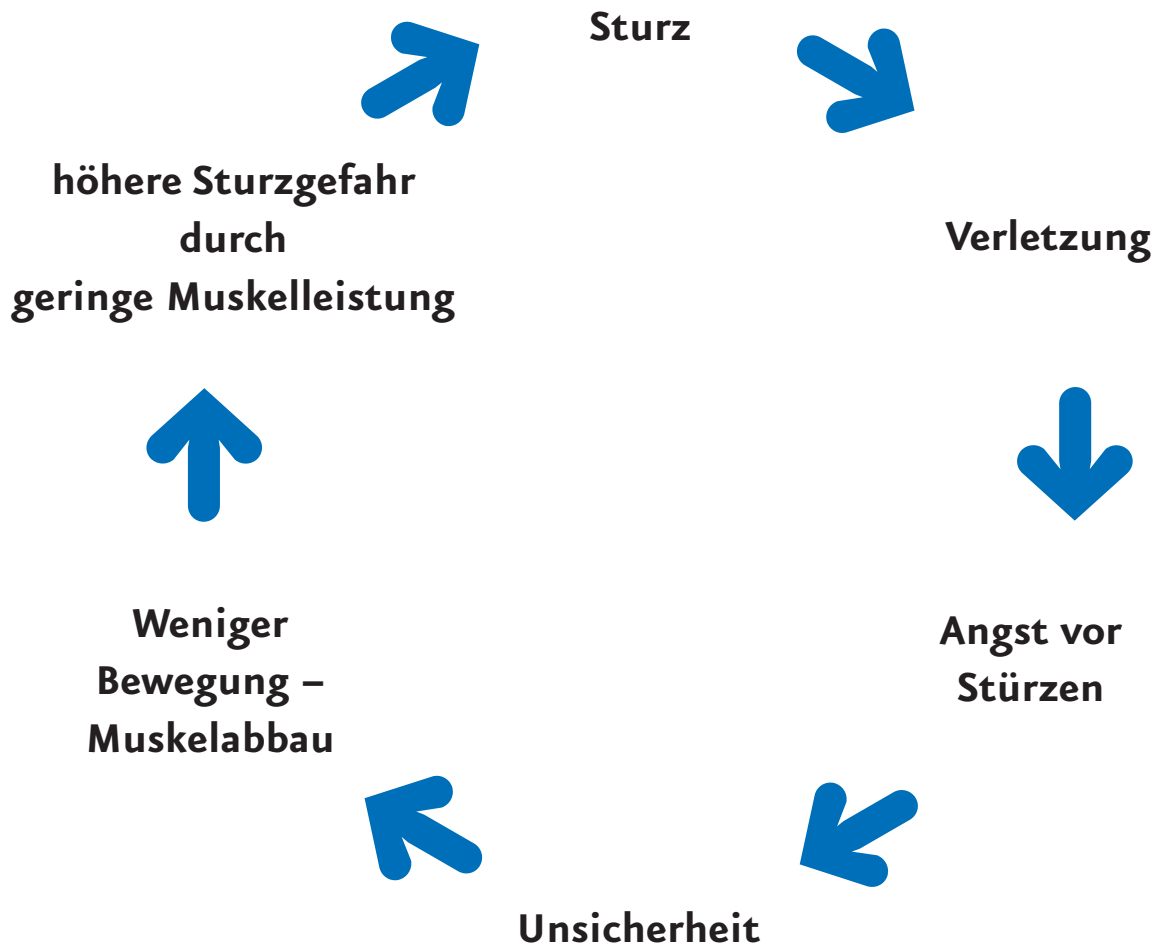 Sturz
Verletzung
Angst vor
Stürzen
Unsicherheit
Weniger
Bewegung –
Muskelabbau
höhere Sturzgefahr
durch
geringe Muskelleistung